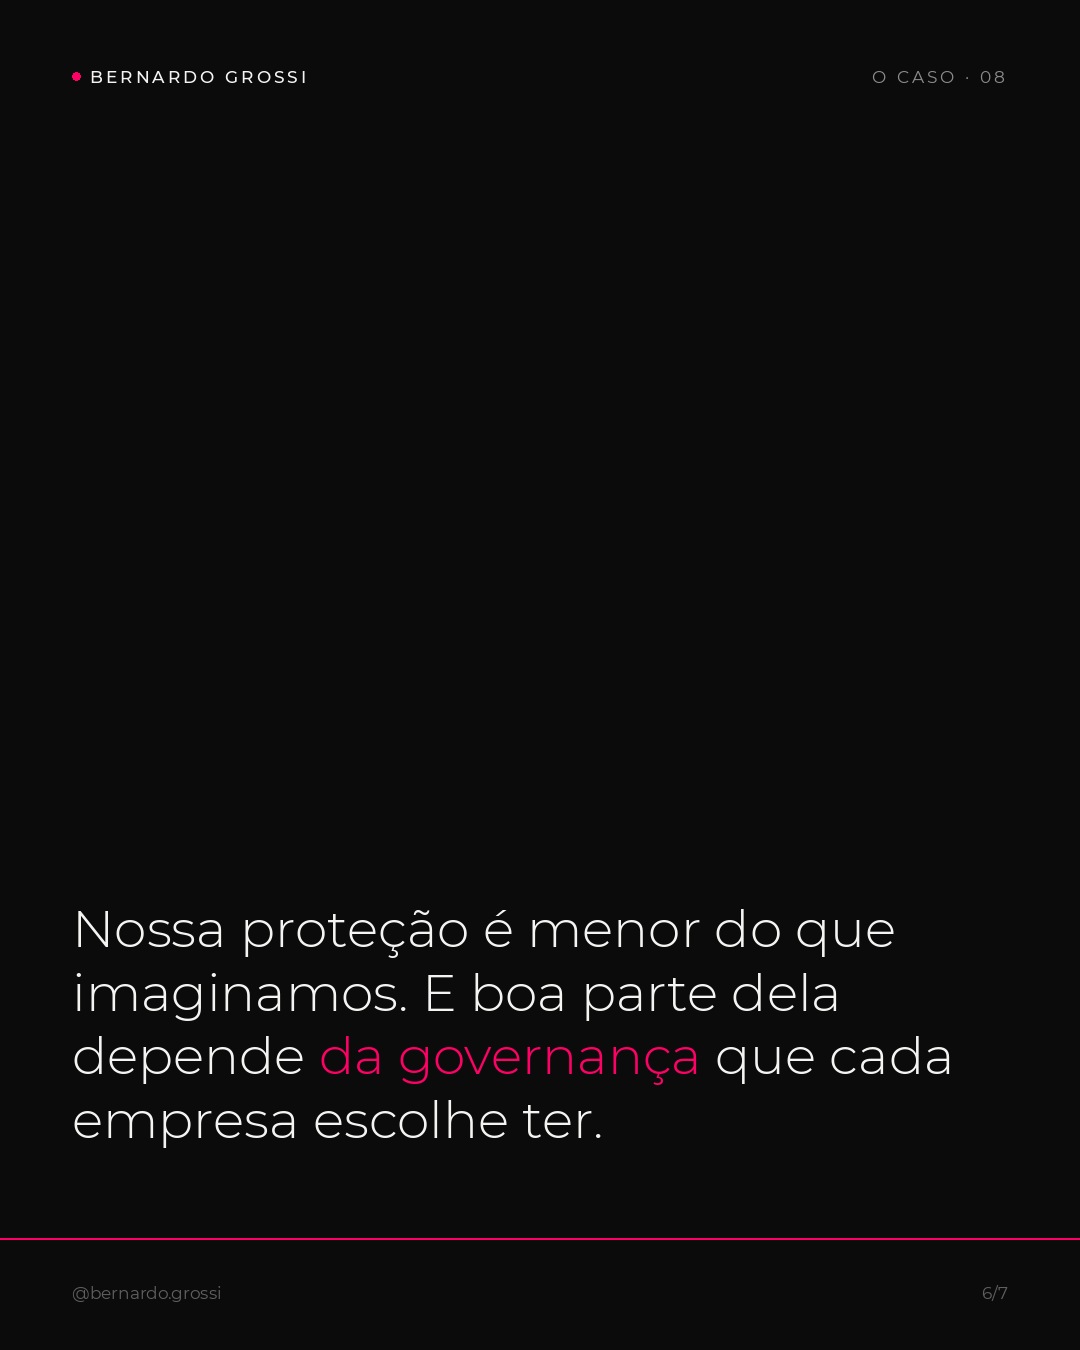 BERNARDO GROSSI
O CASO · 08
Nossa proteção é menor do que
imaginamos. E boa parte dela
depende da governança que cada
empresa escolhe ter.
@bernardo.grossi
6/7